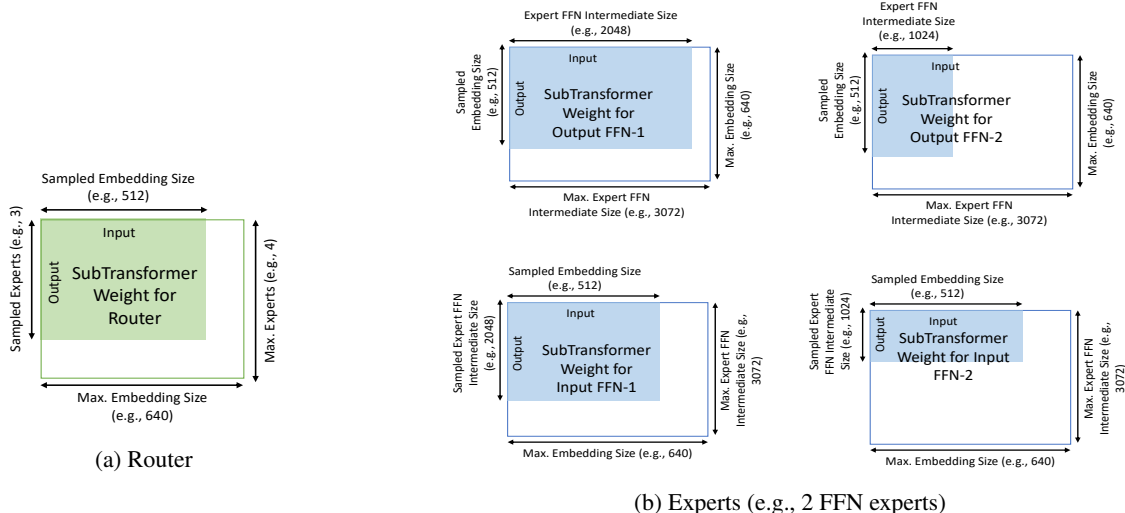 Sampled Embedding Size
(e.g., 512)
Sampled Experts (e.g., 3)
Input
Output
SubTransformer
Weight for
Router
Max. Experts (e.g., 4)
Max. Embedding Size
(e.g., 640)
(a) Router
Expert FFN Intermediate Size
(e.g., 2048)
Sampled
Embedding Size
(e.g., 512)
Input
Output
SubTransformer
Weight for
Output FFN-1
Max. Embedding Size
(e.g., 640)
Max. Expert FFN
Intermediate Size (e.g., 3072)
Expert FFN
Intermediate Size
(e.g., 1024)
Sampled
Embedding Size
(e.g., 512)
Input
Output
SubTransformer
Weight for
Output FFN-2
Max. Embedding Size
(e.g., 640)
Max. Expert FFN
Intermediate Size (e.g., 3072)
Sampled Embedding Size
(e.g., 512)
Sampled Expert FFN
Intermediate Size
(e.g., 2048)
Input
Output
SubTransformer
Weight for
Input FFN-1
Max. Expert FFN
Intermediate Size (e.g.,
3072)
Max. Embedding Size (e.g., 640)
Sampled Embedding Size
(e.g., 512)
Sampled Expert
FFN Intermediate
Size (e.g., 1024)
Input
Output
SubTransformer
Weight for Input
FFN-2
Max. Expert FFN
Intermediate Size (e.g.,
3072)
Max. Embedding Size (e.g., 640)
(b) Experts (e.g., 2 FFN experts)